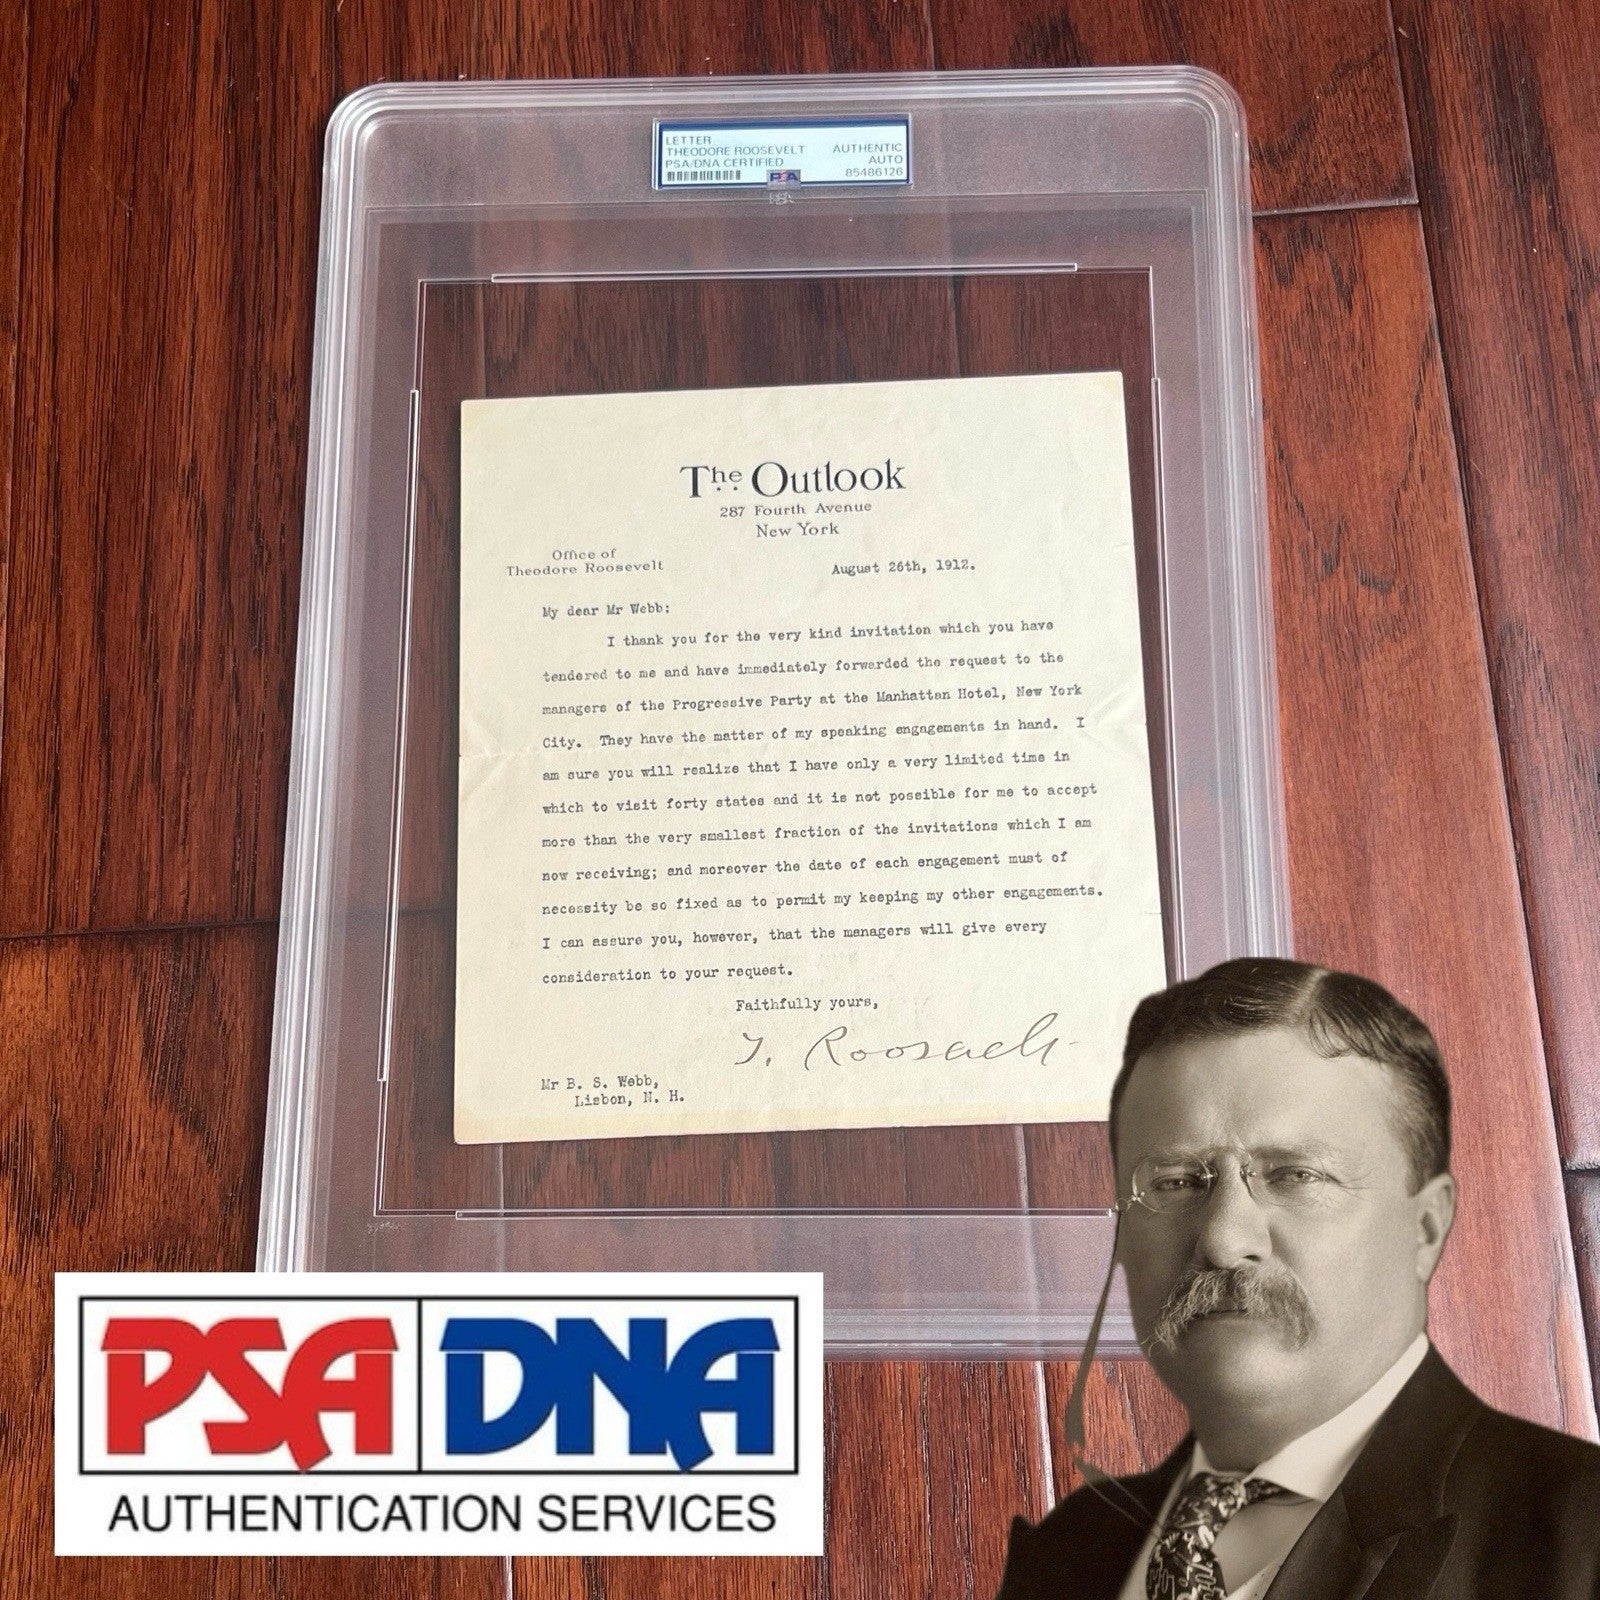 LETTER
THEODORE ROOSEVELT AUTHENTIC
PSA/DNA CERTIFIED AUTO
PSA 85486126
The Outlook
287 Fourth Avenue
New York
Office of
Theodore Roosevelt
August 26th, 1912.
My dear Mr Webb:
I thank you for the very kind invitation which you have
tendered to me and have immediately forwarded the request to the
managers of the Progressive Party at the Manhattan Hotel, New York
City. They have the matter of my speaking engagements in hand. I
am sure you will realize that I have only a very limited time in
which to visit forty states and it is not possible for me to accept
more than the very smallest fraction of the invitations which I am
now receiving; and moreover the date of each engagement must of
necessity be so fixed as to permit my keeping my other engagements.
I can assure you, however, that the managers will give every
consideration to your request.
Faithfully yours,
T. Roosevelt
Mr B. S. Webb,
Lisbon, N. H.
PSA DNA
AUTHENTICATION SERVICES